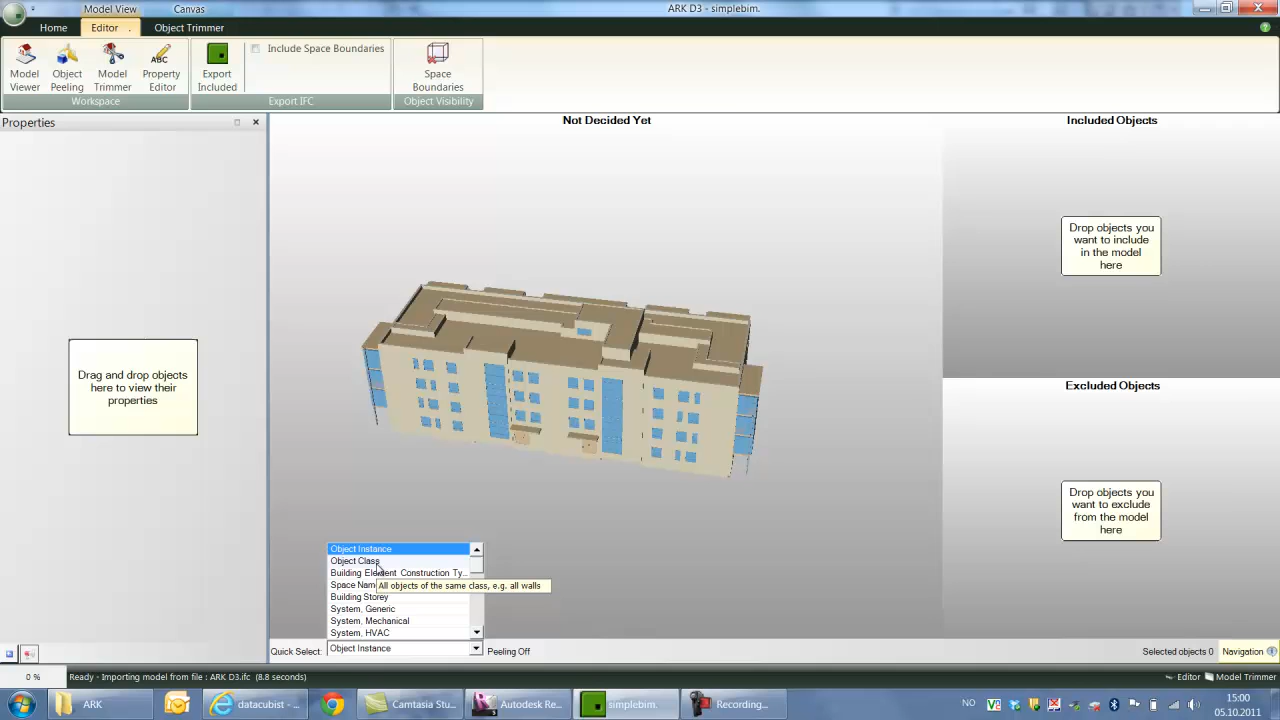 Model View
Canvas
ARK D3 - simplebim.
Home
Editor
Object Trimmer
Model Viewer
Object Peeling
Model Trimmer
ABC
Property Editor
Export Included
Include Space Boundaries
Space Boundaries
Workspace
Export IFC
Object Visibility
Properties
Not Decided Yet
Included Objects
Drop objects you
want to include
in the model
here
Drag and drop objects
here to view their
properties
Excluded Objects
Drop objects you
want to exclude
from the model
here
Object Instance
Object Class
Building Element Construction Ty...
Space Nam
All objects of the same class, e.g. all walls
Building Storey
System, Generic
System, Mechanical
System, HVAC
Quick Select:
Object Instance
Peeling Off
Selected objects 0
Navigation
0 %
Ready - Importing model from file : ARK D3.ifc (8.8 seconds)
Editor
Model Trimmer
ARK
datacubist - ...
Camtasia Stu...
Autodesk Re...
simplebim.
Recording...
NO
15:00
05.10.2011